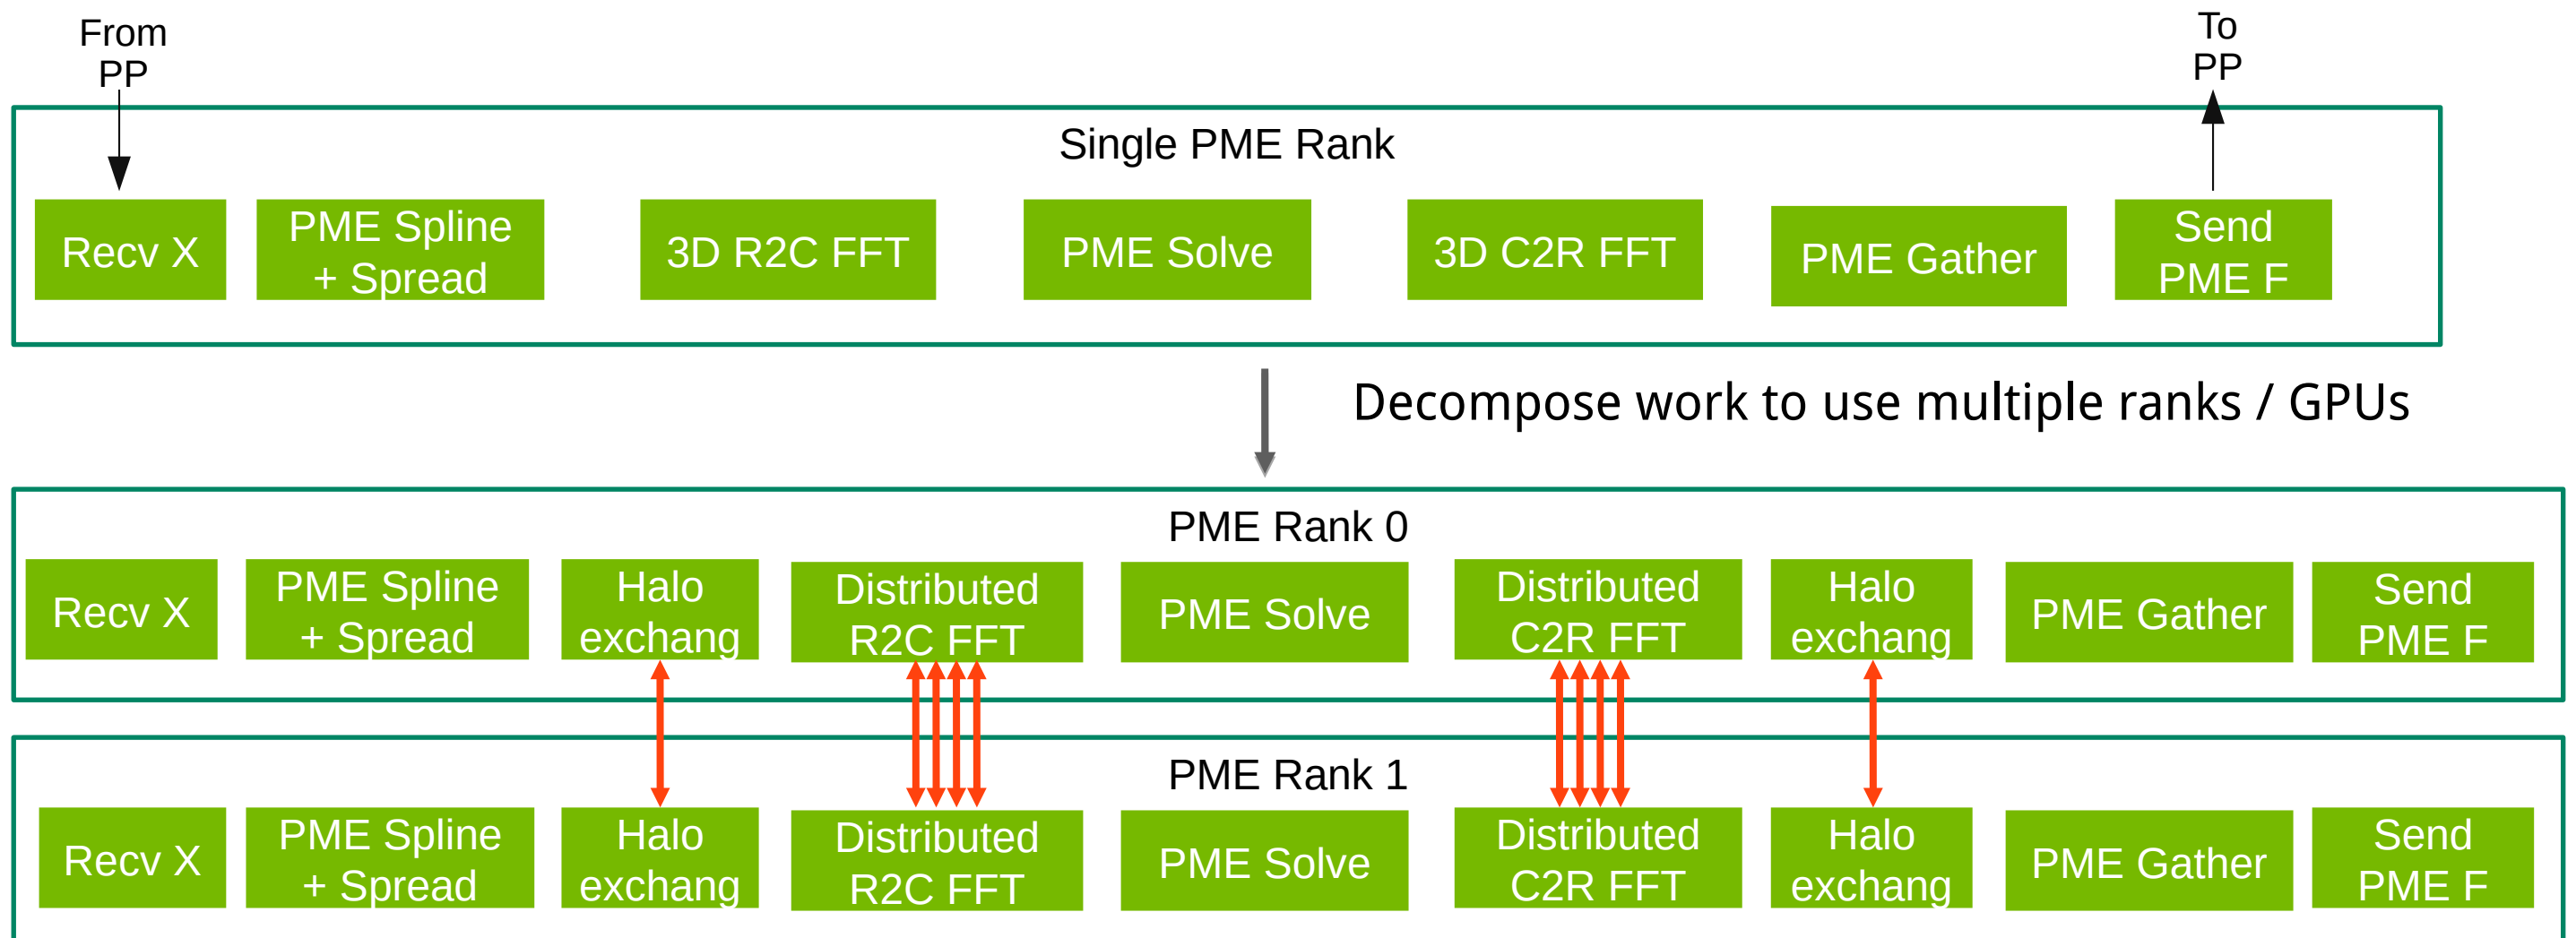 From
PP
To
PP
Single PME Rank
Recv X
PME Spline
+ Spread
3D R2C FFT
PME Solve
3D C2R FFT
PME Gather
Send
PME F
Decompose work to use multiple ranks / GPUs
PME Rank 0
Recv X
PME Spline
+ Spread
Halo
exchang
Distributed
R2C FFT
PME Solve
Distributed
C2R FFT
Halo
exchang
PME Gather
Send
PME F
PME Rank 1
Recv X
PME Spline
+ Spread
Halo
exchang
Distributed
R2C FFT
PME Solve
Distributed
C2R FFT
Halo
exchang
PME Gather
Send
PME F